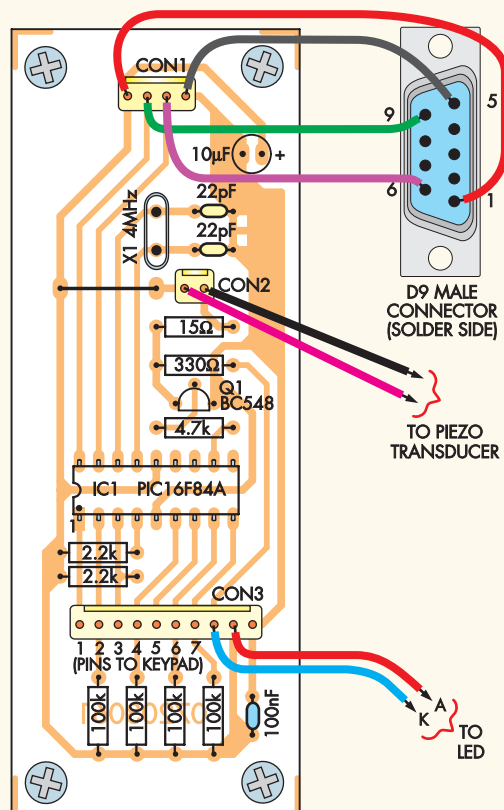 CON1
5
9
10µF
+
6
1
22pF
22pF
X1 4MHz
D9 MALE
CONNECTOR
(SOLDER SIDE)
CON2
15Ω
330Ω
Q1
BC548
4.7k
TO PIEZO
TRANSDUCER
IC1 PIC16F84A
1
2.2k
2.2k
CON3
1 2 3 4 5 6 7
(PINS TO KEYPAD)
100k
100k
100k
100k
100nF
A
K
TO
LED